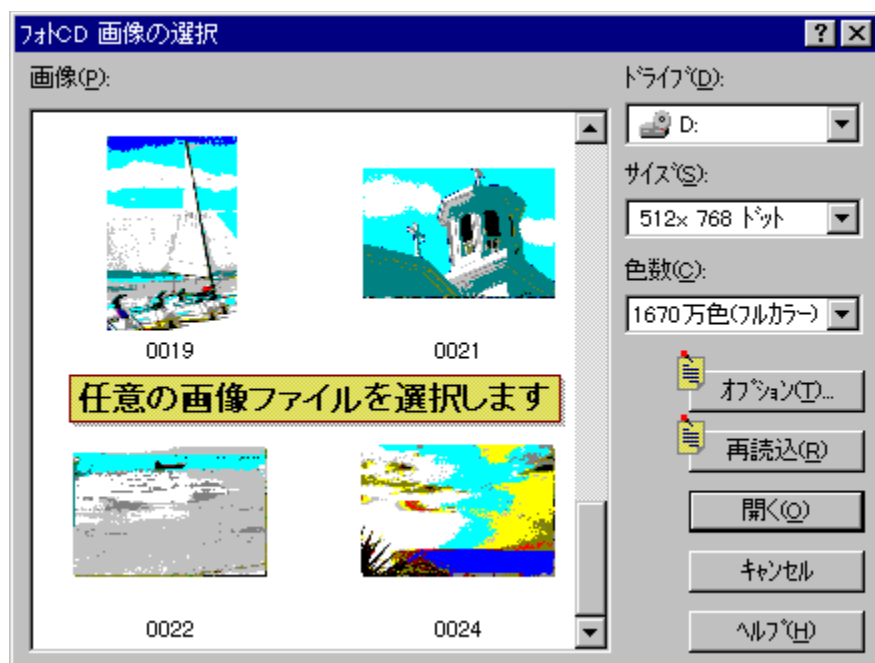 フォトCD 画像の選択
画像(P):
0019
0021
任意の画像ファイルを選択します
0022
0024
ドライブ(D):
D:
サイズ(S):
512x 768 ドット
色数(C):
1670万色(フルカラー)
オプション(T)...
再読込(R)
開く(O)
キャンセル
ヘルプ(H)